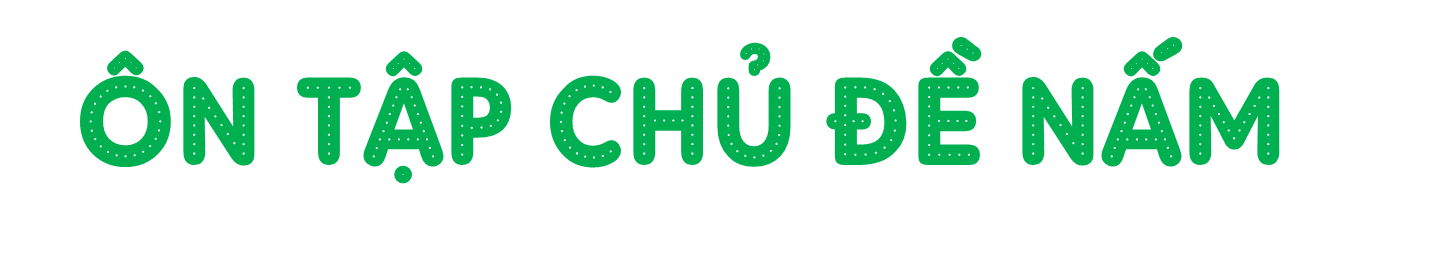 ÔN TẬP CHỦ ĐỀ NẤM